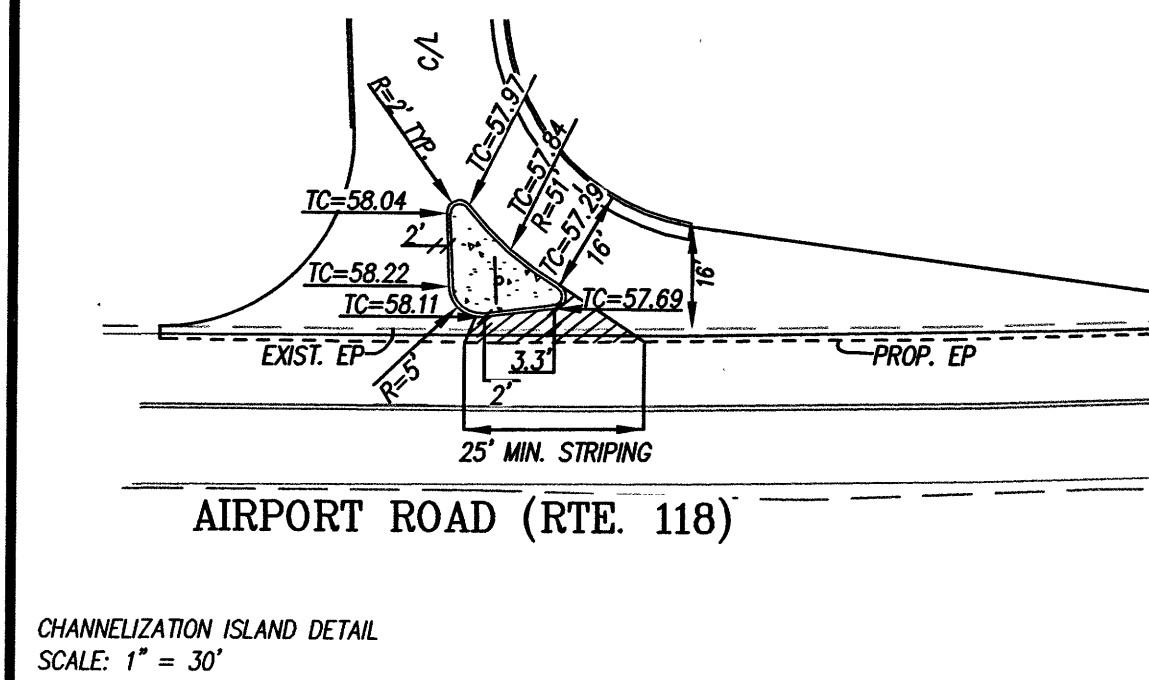 C/L
R=2' TYP.
TC=57.97
TC=57.84
R=51'
TC=57.29
16'
TC=58.04
2'
16'
TC=58.22
TC=58.11
TC=57.69
EXIST. EP
3.3'
PROP. EP
R=5'
2'
25' MIN. STRIPING
AIRPORT ROAD (RTE. 118)
CHANNELIZATION ISLAND DETAIL
SCALE: 1" = 30'